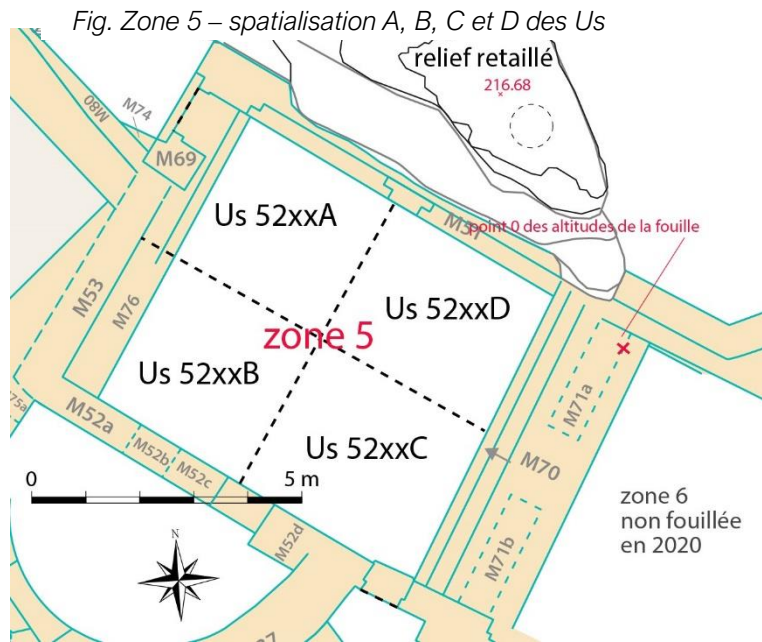 Fig. Zone 5 – spatialisation A, B, C et D des Us
relief retaillé
216.68
M80
M74
M69
Us 52xxA
M51
point 0 des altitudes de la fouille
M53
M76
Us 52xxD
zone 5
Us 52xxB
M71a
75a
M52a
M52b
M52c
Us 52xxC
M70
0
5 m
zone 6
non fouillée
en 2020
M52d
M71b
N